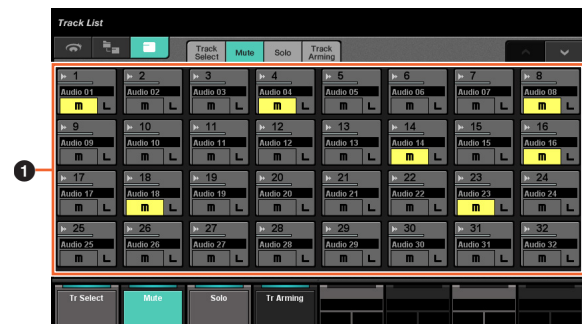 Track List
Track Select Mute Solo Track Arming
1 2 3 4 5 6 7 8
Audio 01 Audio 02 Audio 03 Audio 04 Audio 05 Audio 06 Audio 07 Audio 08
m L m L m L m L m L m L m L m L
9 10 11 12 13 14 15 16
Audio 09 Audio 10 Audio 11 Audio 12 Audio 13 Audio 14 Audio 15 Audio 16
m L m L m L m L m L m L m L m L
1
17 18 19 20 21 22 23 24
Audio 17 Audio 18 Audio 19 Audio 20 Audio 21 Audio 22 Audio 23 Audio 24
m L m L m L m L m L m L m L m L
25 26 27 28 29 30 31 32
Audio 25 Audio 26 Audio 27 Audio 28 Audio 29 Audio 30 Audio 31 Audio 32
m L m L m L m L m L m L m L m L
Tr Select Mute Solo Tr Arming